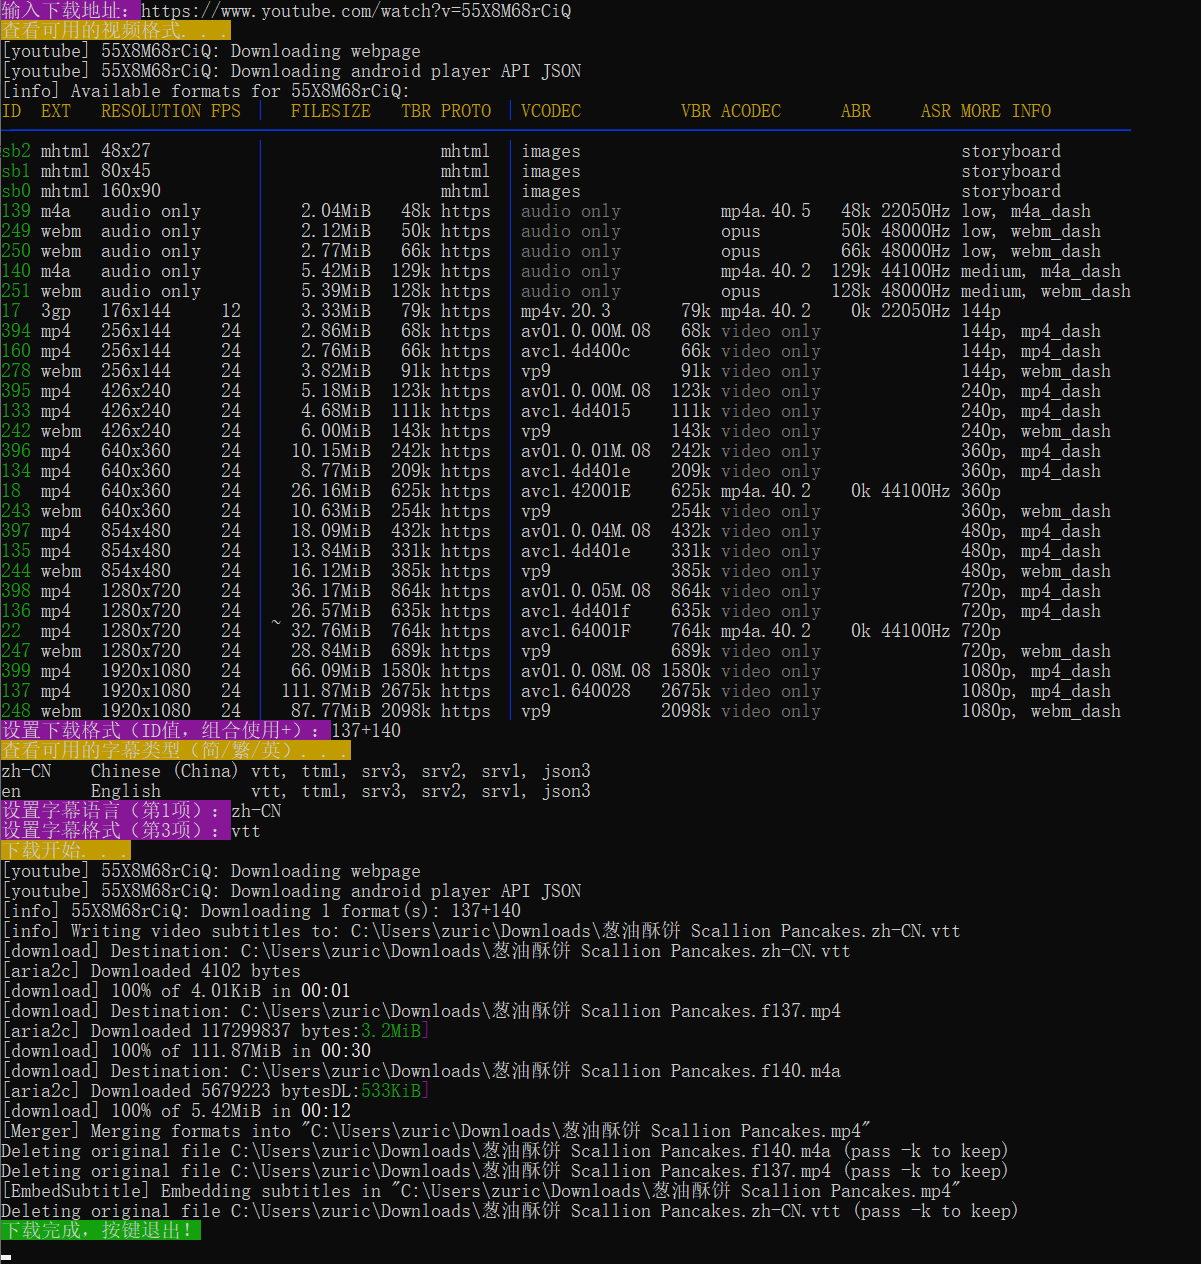 输入下载地址：https://www.youtube.com/watch?v=55X8M68rCiQ
查看可用的视频格式. . .
[youtube] 55X8M68rCiQ: Downloading webpage
[youtube] 55X8M68rCiQ: Downloading android player API JSON
[info] Available formats for 55X8M68rCiQ:
ID EXT RESOLUTION FPS | FILESIZE TBR PROTO | VCODEC VBR ACODEC ABR ASR MORE INFO
sb2 mhtml 48x27 | mhtml | images storyboard
sb1 mhtml 80x45 | mhtml | images storyboard
sb0 mhtml 160x90 | mhtml | images storyboard
139 m4a audio only | 2.04MiB 48k https | audio only mp4a.40.5 48k 22050Hz low, m4a_dash
249 webm audio only | 2.12MiB 50k https | audio only opus 50k 48000Hz low, webm_dash
250 webm audio only | 2.77MiB 66k https | audio only opus 66k 48000Hz low, webm_dash
140 m4a audio only | 5.42MiB 129k https | audio only mp4a.40.2 129k 44100Hz medium, m4a_dash
251 webm audio only | 5.39MiB 128k https | audio only opus 128k 48000Hz medium, webm_dash
17 3gp 176x144 12 | 3.33MiB 79k https | mp4v.20.3 79k mp4a.40.2 0k 22050Hz 144p
394 mp4 256x144 24 | 2.86MiB 68k https | av01.0.00M.08 68k video only 144p, mp4_dash
160 mp4 256x144 24 | 2.76MiB 66k https | avc1.4d400c 66k video only 144p, mp4_dash
278 webm 256x144 24 | 3.82MiB 91k https | vp9 91k video only 144p, webm_dash
395 mp4 426x240 24 | 5.18MiB 123k https | av01.0.00M.08 123k video only 240p, mp4_dash
133 mp4 426x240 24 | 4.68MiB 111k https | avc1.4d4015 111k video only 240p, mp4_dash
242 webm 426x240 24 | 6.00MiB 143k https | vp9 143k video only 240p, webm_dash
396 mp4 640x360 24 | 10.15MiB 242k https | av01.0.01M.08 242k video only 360p, mp4_dash
134 mp4 640x360 24 | 8.77MiB 209k https | avc1.4d401e 209k video only 360p, mp4_dash
18 mp4 640x360 24 | 26.16MiB 625k https | avc1.42001E 625k mp4a.40.2 0k 44100Hz 360p
243 webm 640x360 24 | 10.63MiB 254k https | vp9 254k video only 360p, webm_dash
397 mp4 854x480 24 | 18.09MiB 432k https | av01.0.04M.08 432k video only 480p, mp4_dash
135 mp4 854x480 24 | 13.84MiB 331k https | avc1.4d401e 331k video only 480p, mp4_dash
244 webm 854x480 24 | 16.12MiB 385k https | vp9 385k video only 480p, webm_dash
398 mp4 1280x720 24 | 36.17MiB 864k https | av01.0.05M.08 864k video only 720p, mp4_dash
136 mp4 1280x720 24 | 26.57MiB 635k https | avc1.4d401f 635k video only 720p, mp4_dash
22 mp4 1280x720 24 | ~ 32.76MiB 764k https | avc1.64001F 764k mp4a.40.2 0k 44100Hz 720p
247 webm 1280x720 24 | 28.84MiB 689k https | vp9 689k video only 720p, webm_dash
399 mp4 1920x1080 24 | 66.09MiB 1580k https | av01.0.08M.08 1580k video only 1080p, mp4_dash
137 mp4 1920x1080 24 | 111.87MiB 2675k https | avc1.640028 2675k video only 1080p, mp4_dash
248 webm 1920x1080 24 | 87.77MiB 2098k https | vp9 2098k video only 1080p, webm_dash
设置下载格式（ID值，组合使用+）：137+140
查看可用的字幕类型（简/繁/英）. . .
zh-CN Chinese (China) vtt, ttml, srv3, srv2, srv1, json3
en English vtt, ttml, srv3, srv2, srv1, json3
设置字幕语言（第1项）：zh-CN
设置字幕格式（第3项）：vtt
下载开始. . .
[youtube] 55X8M68rCiQ: Downloading webpage
[youtube] 55X8M68rCiQ: Downloading android player API JSON
[info] 55X8M68rCiQ: Downloading 1 format(s): 137+140
[info] Writing video subtitles to: C:\Users\zuric\Downloads\葱油酥饼 Scallion Pancakes.zh-CN.vtt
[download] Destination: C:\Users\zuric\Downloads\葱油酥饼 Scallion Pancakes.zh-CN.vtt
[aria2c] Downloaded 4102 bytes
[download] 100% of 4.01KiB in 00:01
[download] Destination: C:\Users\zuric\Downloads\葱油酥饼 Scallion Pancakes.f137.mp4
[aria2c] Downloaded 117299837 bytes:3.2MiB]
[download] 100% of 111.87MiB in 00:30
[download] Destination: C:\Users\zuric\Downloads\葱油酥饼 Scallion Pancakes.f140.m4a
[aria2c] Downloaded 5679223 bytesDL:533KiB]
[download] 100% of 5.42MiB in 00:12
[Merger] Merging formats into "C:\Users\zuric\Downloads\葱油酥饼 Scallion Pancakes.mp4"
Deleting original file C:\Users\zuric\Downloads\葱油酥饼 Scallion Pancakes.f140.m4a (pass -k to keep)
Deleting original file C:\Users\zuric\Downloads\葱油酥饼 Scallion Pancakes.f137.mp4 (pass -k to keep)
[EmbedSubtitle] Embedding subtitles in "C:\Users\zuric\Downloads\葱油酥饼 Scallion Pancakes.mp4"
Deleting original file C:\Users\zuric\Downloads\葱油酥饼 Scallion Pancakes.zh-CN.vtt (pass -k to keep)
下载完成，按键退出！